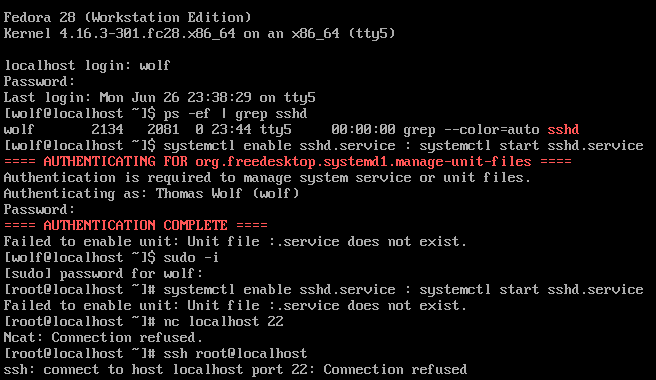 Fedora 28 (Workstation Edition)
Kernel 4.16.3-301.fc28.x86_64 on an x86_64 (tty5)
localhost login: wolf
Password:
Last login: Mon Jun 26 23:38:29 on tty5
[wolf@localhost ~]$ ps -ef | grep sshd
wolf      2134  2081  0 23:44 tty5     00:00:00 grep --color=auto sshd
[wolf@localhost ~]$ systemctl enable sshd.service : systemctl start sshd.service
==== AUTHENTICATING FOR org.freedesktop.systemd1.manage-unit-files ====
Authentication is required to manage system service or unit files.
Authenticating as: Thomas Wolf (wolf)
Password:
==== AUTHENTICATION COMPLETE ====
Failed to enable unit: Unit file :.service does not exist.
[wolf@localhost ~]$ sudo -i
[sudo] password for wolf:
[root@localhost ~]# systemctl enable sshd.service : systemctl start sshd.service
Failed to enable unit: Unit file :.service does not exist.
[root@localhost ~]# nc localhost 22
Ncat: Connection refused.
[root@localhost ~]# ssh root@localhost
ssh: connect to host localhost port 22: Connection refused